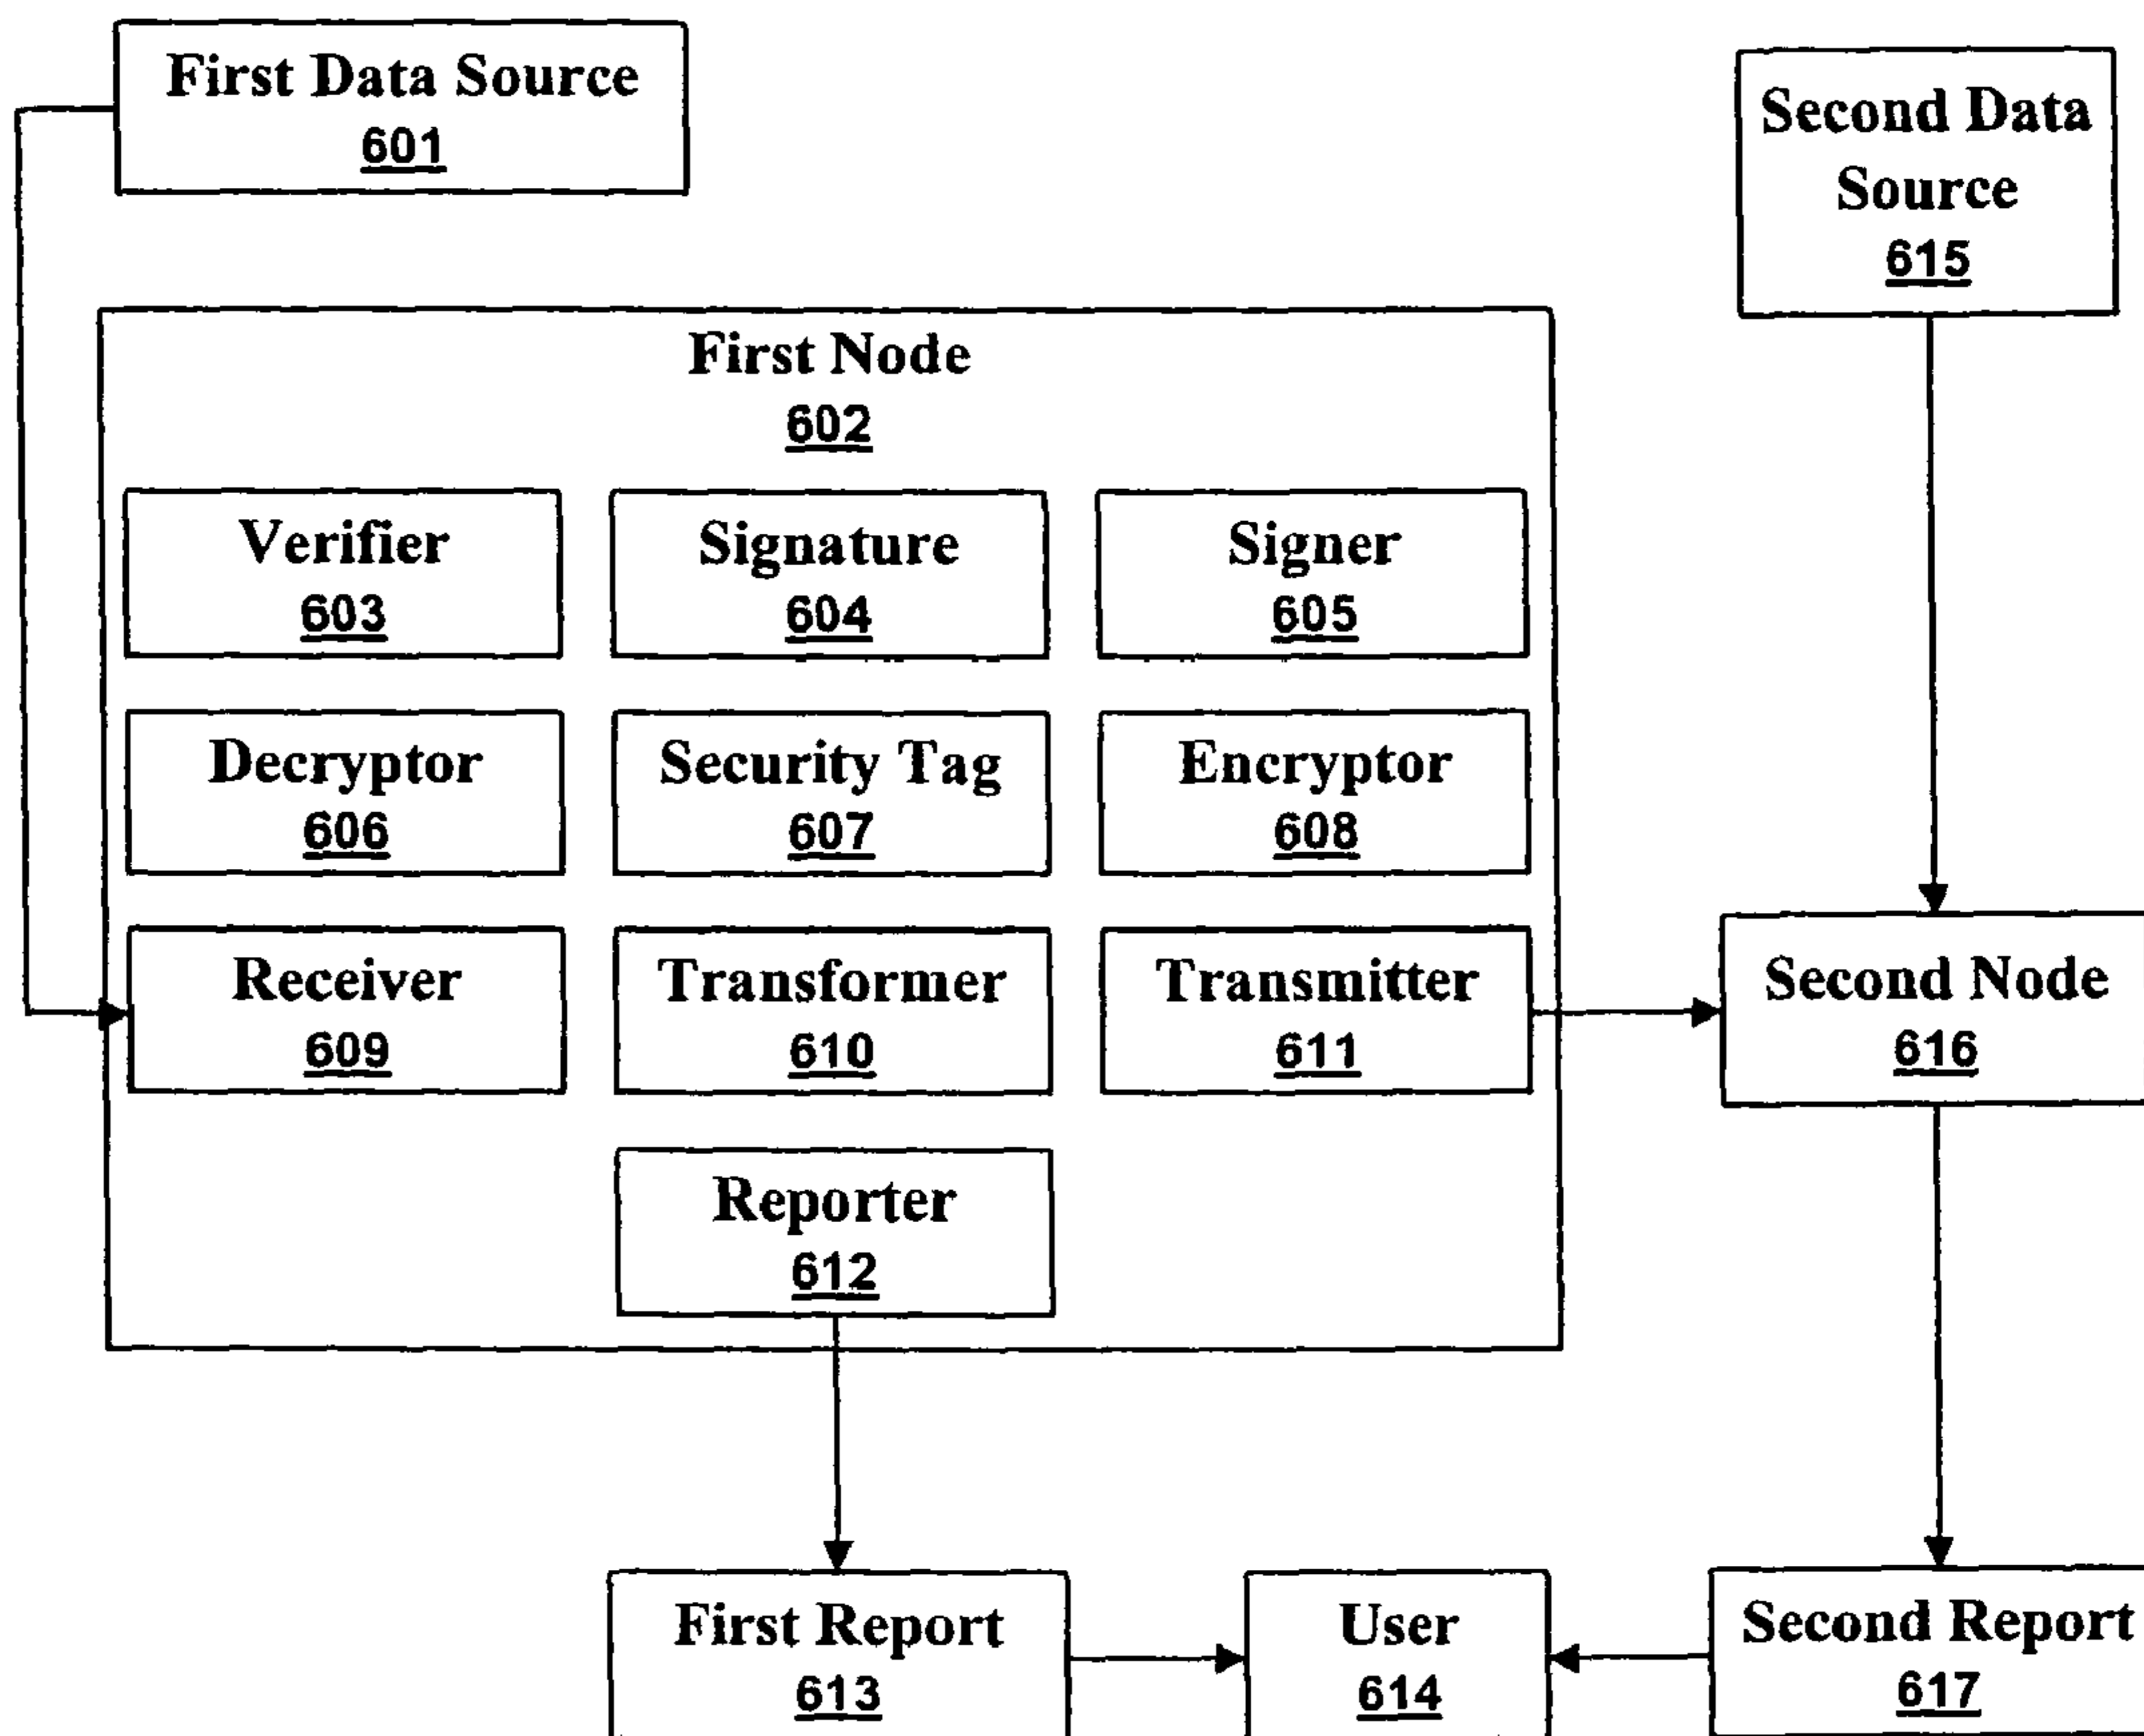 First Data Source
601
Second Data
Source
615
First Node
602
Verifier
603
Signature
604
Signer
605
Decryptor
606
Security Tag
607
Encryptor
608
Receiver
609
Transformer
610
Transmitter
611
Second Node
616
Reporter
612
First Report
613
User
614
Second Report
617